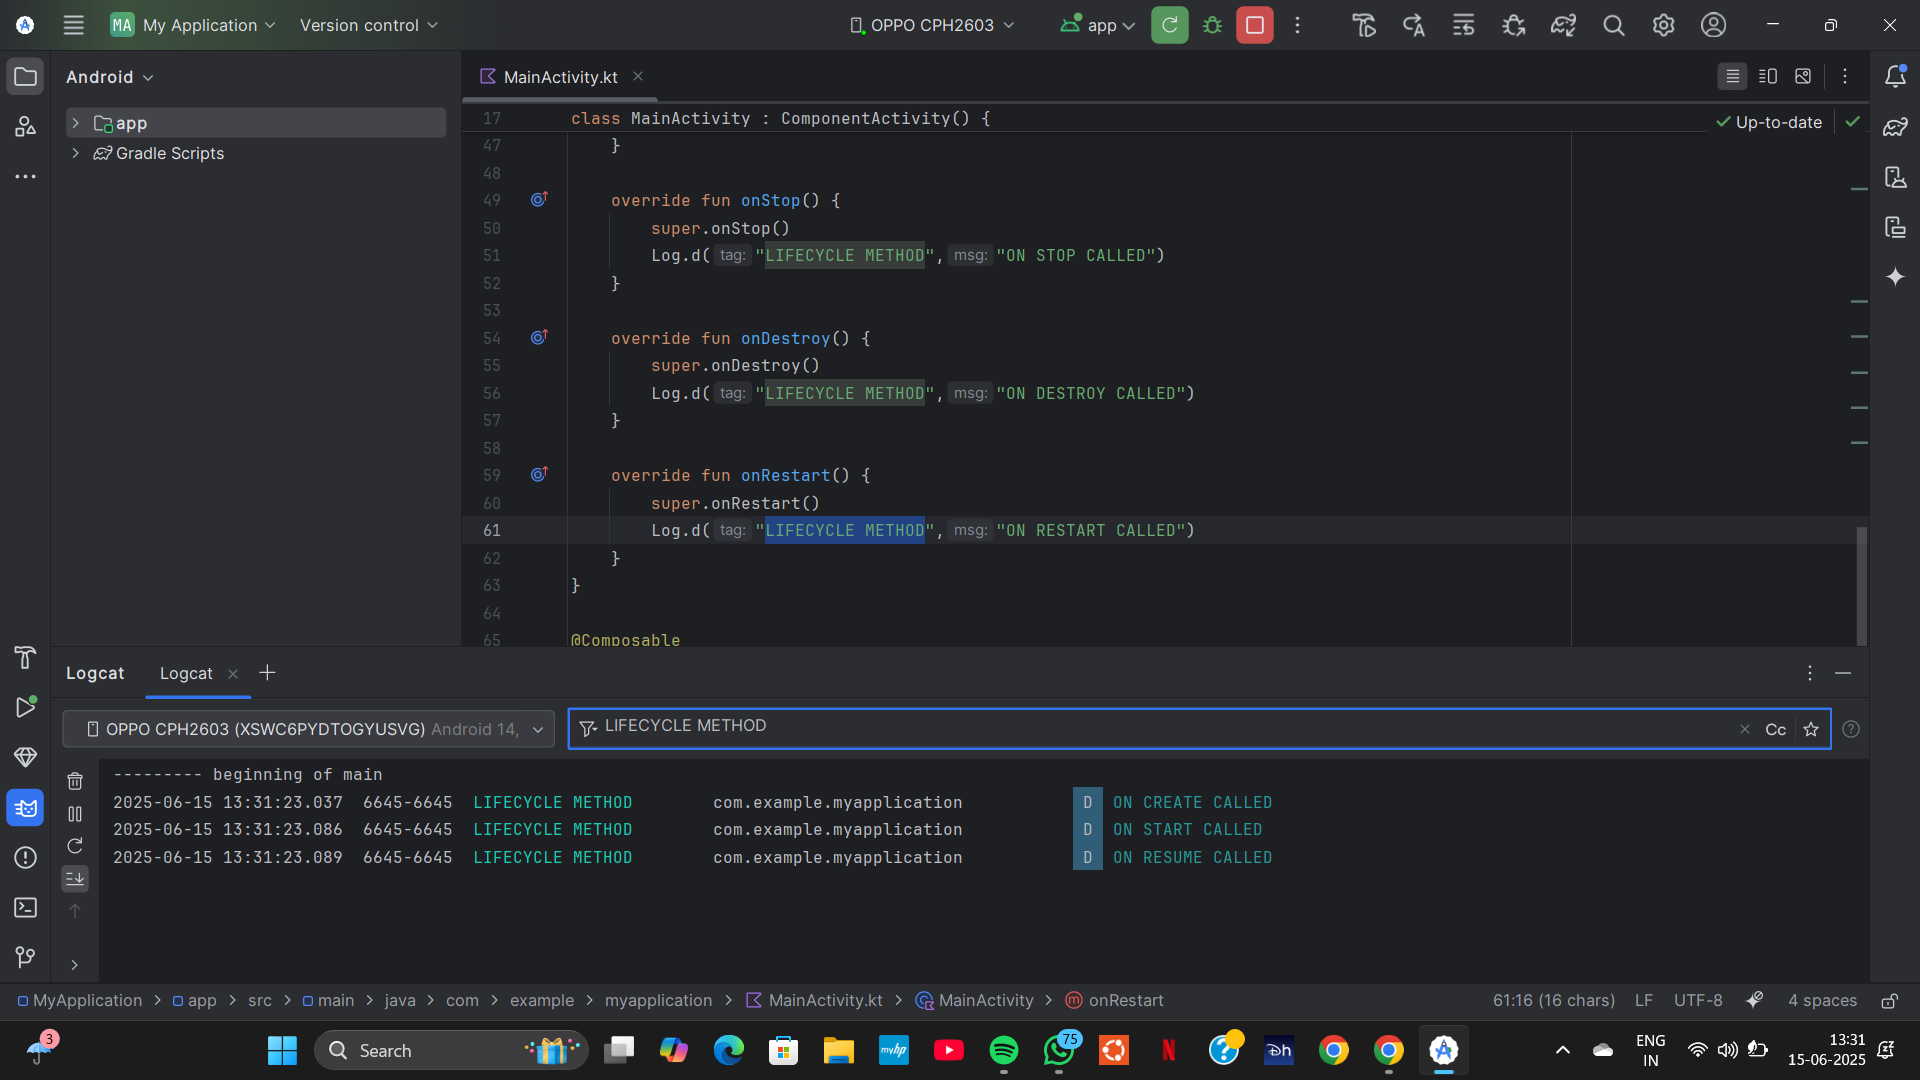 MA My Application
Version control
OPPO CPH2603
app
Android
MainActivity.kt
app
Gradle Scripts
Up-to-date
17 class MainActivity : ComponentActivity() {
47 }
48
49 override fun onStop() {
50 super.onStop()
51 Log.d( tag: "LIFECYCLE METHOD", msg: "ON STOP CALLED")
52 }
53
54 override fun onDestroy() {
55 super.onDestroy()
56 Log.d( tag: "LIFECYCLE METHOD", msg: "ON DESTROY CALLED")
57 }
58
59 override fun onRestart() {
60 super.onRestart()
61 Log.d( tag: "LIFECYCLE METHOD", msg: "ON RESTART CALLED")
62 }
63 }
64
65 @Composable
Logcat
Logcat
OPPO CPH2603 (XSWC6PYDTOGYUSVG) Android 14,
LIFECYCLE METHOD
Cc
--------- beginning of main
2025-06-15 13:31:23.037 6645-6645 LIFECYCLE METHOD com.example.myapplication D ON CREATE CALLED
2025-06-15 13:31:23.086 6645-6645 LIFECYCLE METHOD com.example.myapplication D ON START CALLED
2025-06-15 13:31:23.089 6645-6645 LIFECYCLE METHOD com.example.myapplication D ON RESUME CALLED
MyApplication > app > src > main > java > com > example > myapplication > MainActivity.kt > MainActivity > onRestart
61:16 (16 chars) LF UTF-8 4 spaces
3
Search
myhp
75
Dh
ENG
IN
13:31
15-06-2025